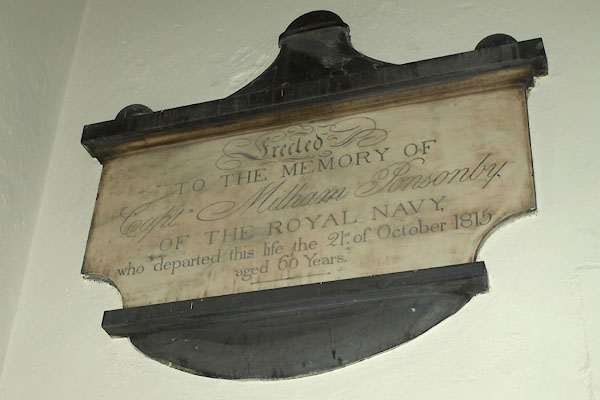 Erected
TO THE MEMORY OF
Capt.n Milham Ponsonby
OF THE ROYAL NAVY,
who departed this life the 21st of October 1815
aged 60 Years.